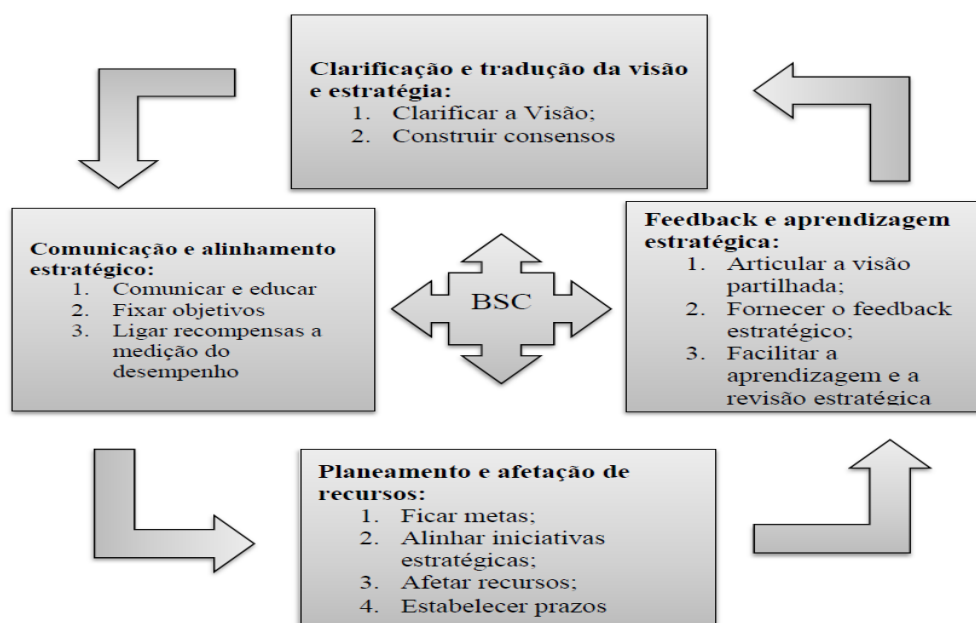 Clarificação e tradução da visão
e estratégia:
1. Clarificar a Visão;
2. Construir consensos
Comunicação e alinhamento
estratégico:
1. Comunicar e educar
2. Fixar objetivos
3. Ligar recompensas a
medição do
desempenho
BSC
Feedback e aprendizagem
estratégica:
1. Articular a visão
partilhada;
2. Fornecer o feedback
estratégico;
3. Facilitar a
aprendizagem e a
revisão estratégica
Planeamento e afetação de
recursos:
1. Ficar metas;
2. Alinhar iniciativas
estratégicas;
3. Afetar recursos;
4. Estabelecer prazos